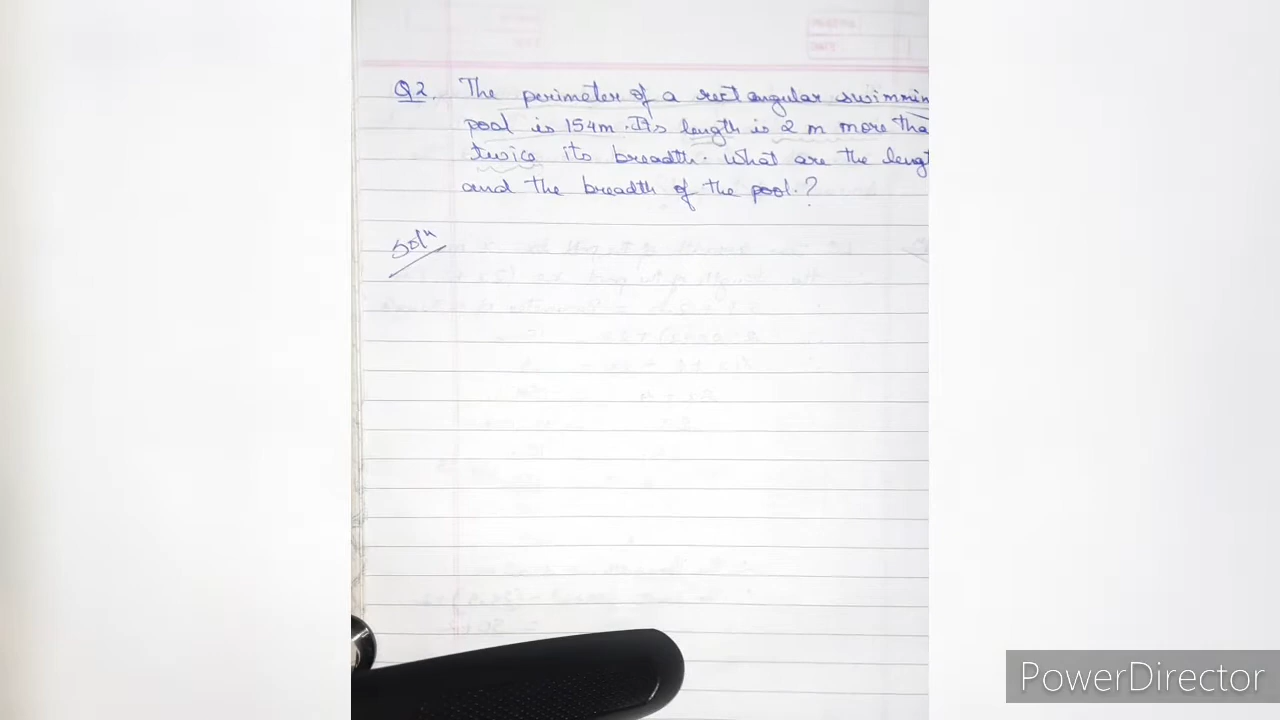 Q2. The perimeter of a rectangular swimmin
pool is 154m. Its length is 2 m more tha
twice its breadth. What are the lengt
and the breadth of the pool.?
Solⁿ
PowerDirector